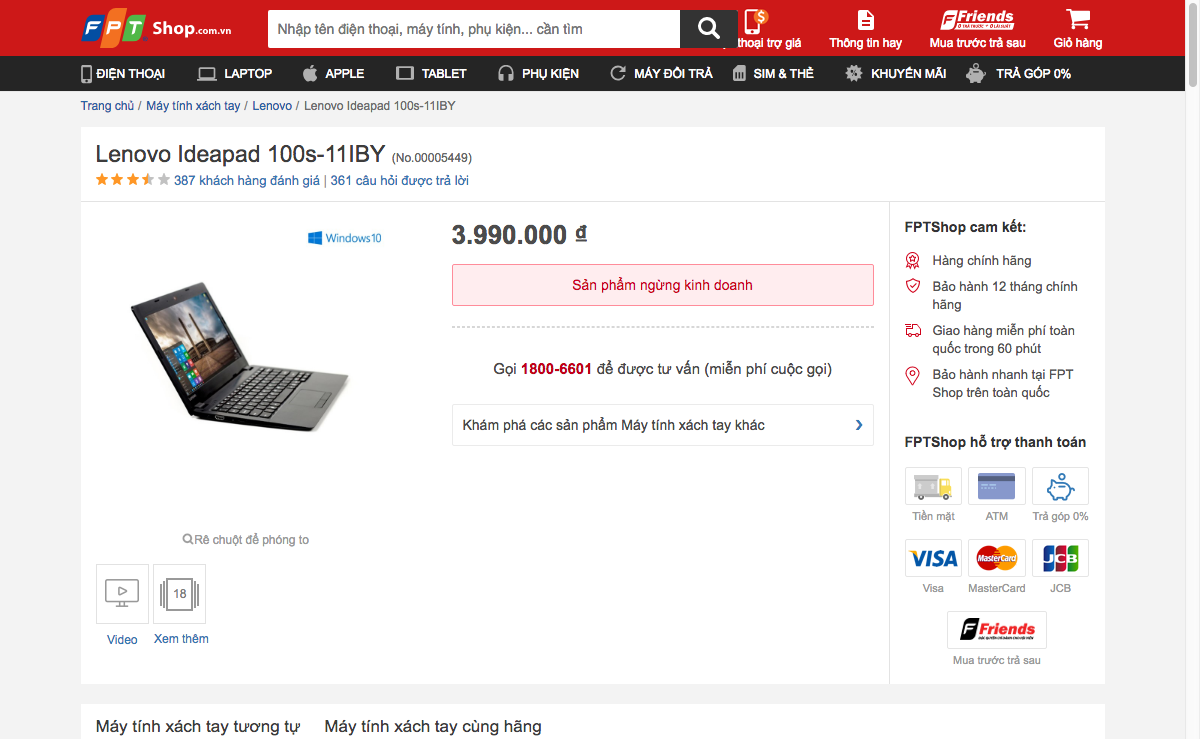 FPT Shop.com.vn
Nhập tên điện thoại, máy tính, phụ kiện... cần tìm
thoại trợ giá
Thông tin hay
Friends
Mua trước trả sau
Giỏ hàng
ĐIỆN THOẠI
LAPTOP
APPLE
TABLET
PHỤ KIỆN
MÁY ĐỔI TRẢ
SIM & THẺ
KHUYẾN MÃI
TRẢ GÓP 0%
Trang chủ / Máy tính xách tay / Lenovo / Lenovo Ideapad 100s-11IBY
Lenovo Ideapad 100s-11IBY (No.00005449)
387 khách hàng đánh giá | 361 câu hỏi được trả lời
Windows10
3.990.000 ₫
Sản phẩm ngừng kinh doanh
Gọi 1800-6601 để được tư vấn (miễn phí cuộc gọi)
Khám phá các sản phẩm Máy tính xách tay khác
Rê chuột để phóng to
Video
18
Xem thêm
FPTShop cam kết:
Hàng chính hãng
Bảo hành 12 tháng chính
hãng
Giao hàng miễn phí toàn
quốc trong 60 phút
Bảo hành nhanh tại FPT
Shop trên toàn quốc
FPTShop hỗ trợ thanh toán
Tiền mặt
ATM
Trả góp 0%
VISA
MasterCard
JCB
Visa
MasterCard
JCB
Friends
Mua trước trả sau
Máy tính xách tay tương tự
Máy tính xách tay cùng hãng